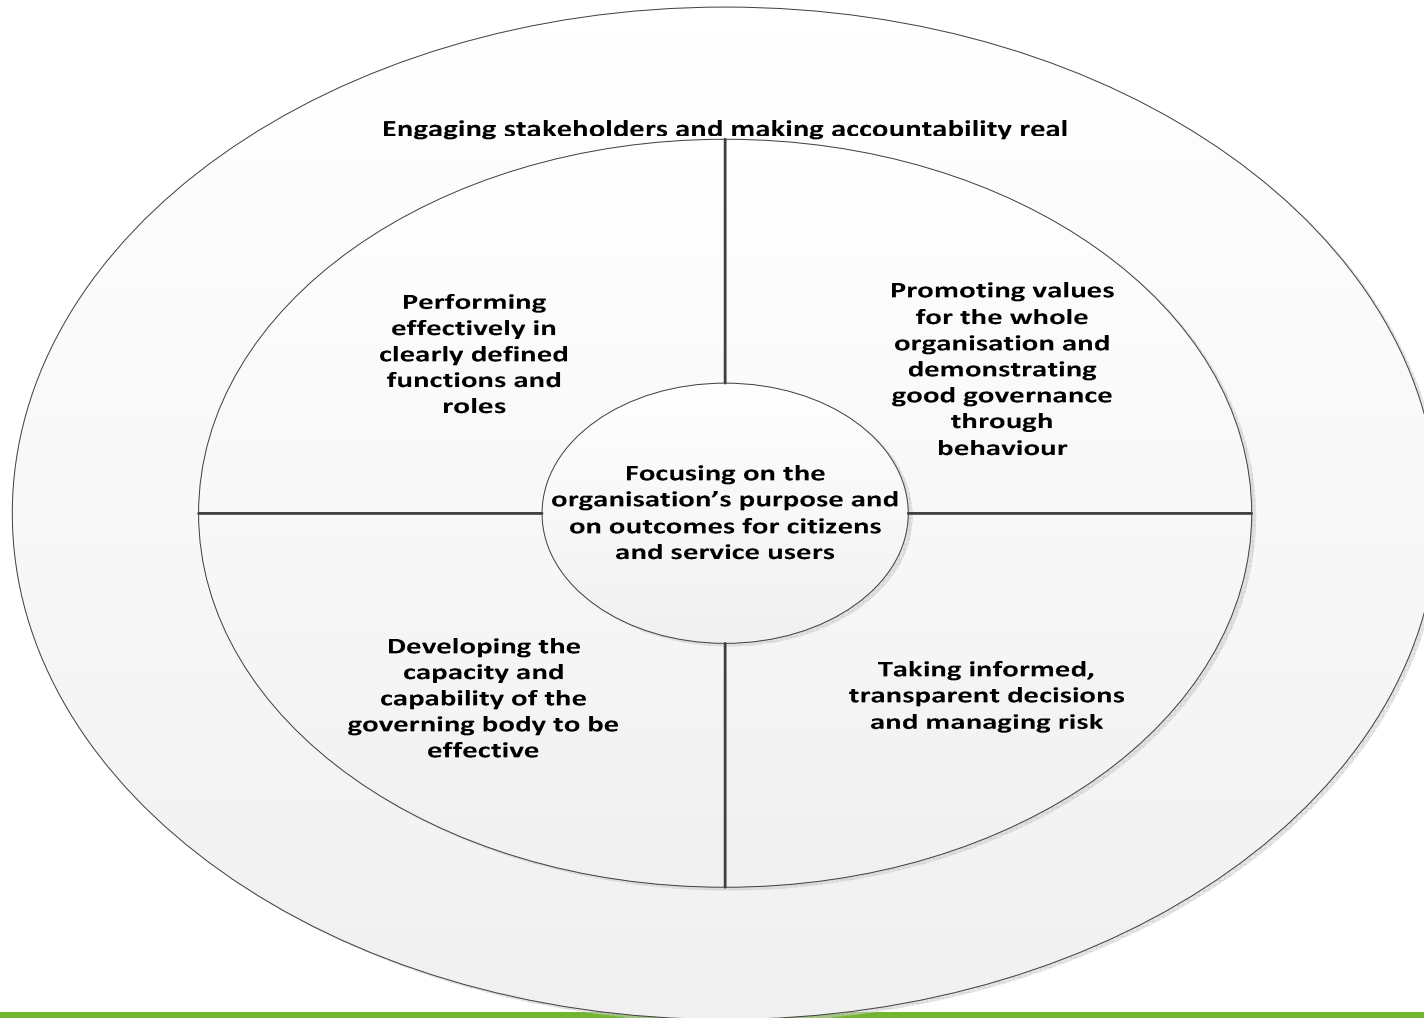 Engaging stakeholders and making accountability real
Performing
effectively in
clearly defined
functions and
roles
Promoting values
for the whole
organisation and
demonstrating
good governance
through
behaviour
Focusing on the
organisation’s purpose and
on outcomes for citizens
and service users
Developing the
capacity and
capability of the
governing body to be
effective
Taking informed,
transparent decisions
and managing risk